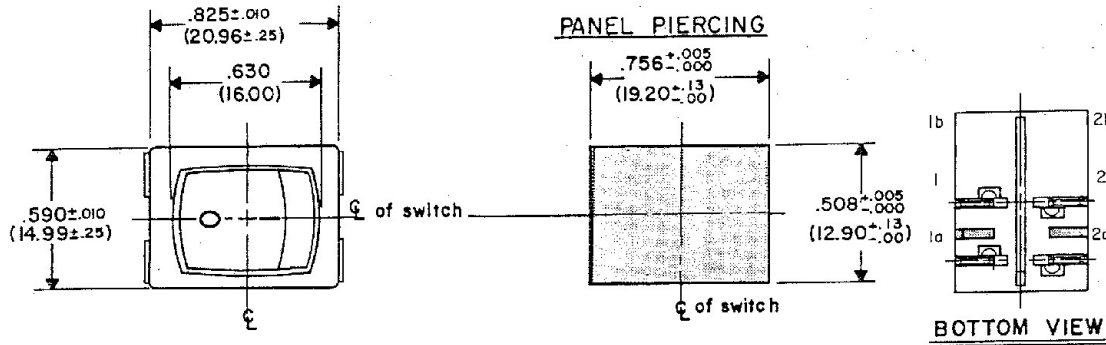 .825±.010
(20.96±.25)
.630
(16.00)
.590±.010
(14.99±.25)
℄ of switch
℄
PANEL PIERCING
.756+.005-.000
(19.20+.13-.00)
.508+.005-.000
(12.90+.13-.00)
℄ of switch
1b
1
2
1a
BOTTOM VIEW